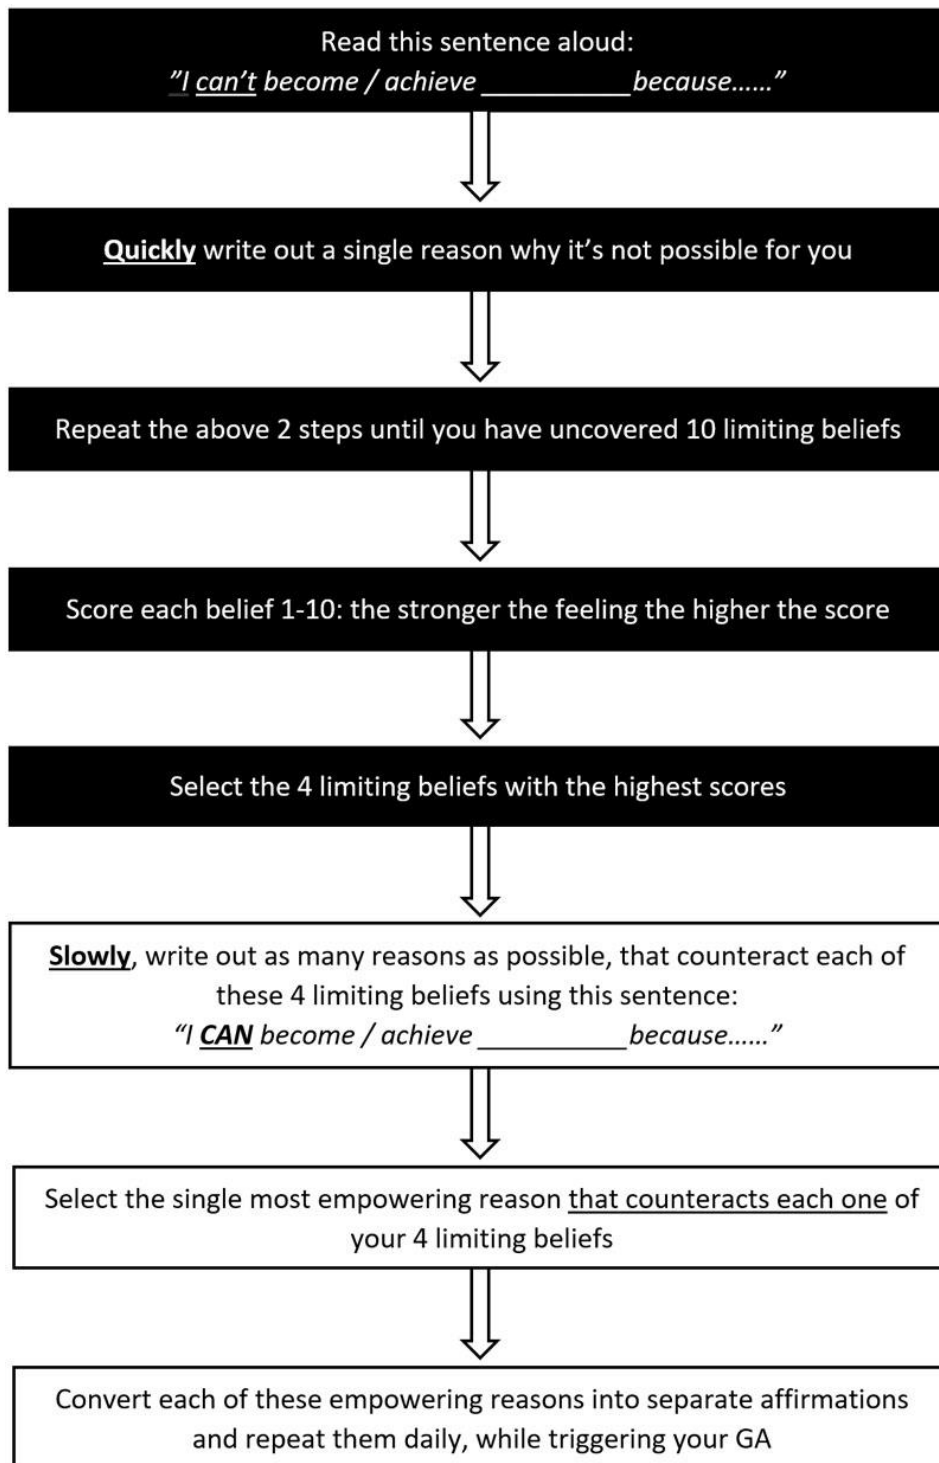 Read this sentence aloud:
”I can’t become / achieve __________because……”
Quickly write out a single reason why it’s not possible for you
Repeat the above 2 steps until you have uncovered 10 limiting beliefs
Score each belief 1-10: the stronger the feeling the higher the score
Select the 4 limiting beliefs with the highest scores
Slowly, write out as many reasons as possible, that counteract each of
these 4 limiting beliefs using this sentence:
“I CAN become / achieve __________because……”
Select the single most empowering reason that counteracts each one of
your 4 limiting beliefs
Convert each of these empowering reasons into separate affirmations
and repeat them daily, while triggering your GA